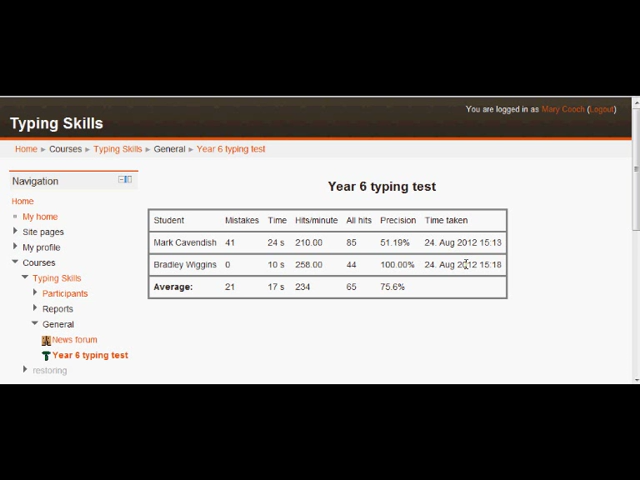 You are logged in as Mary Cooch (Logout)
Typing Skills
Home ► Courses ► Typing Skills ► General ► Year 6 typing test
Navigation
Home
My home
Site pages
My profile
Courses
Typing Skills
Participants
Reports
General
News forum
Year 6 typing test
restoring
Year 6 typing test
Student Mistakes Time Hits/minute All hits Precision Time taken
Mark Cavendish 41 24 s 210.00 85 51.19% 24. Aug 2012 15:13
Bradley Wiggins 0 10 s 258.00 44 100.00% 24. Aug 2012 15:18
Average: 21 17 s 234 65 75.6%